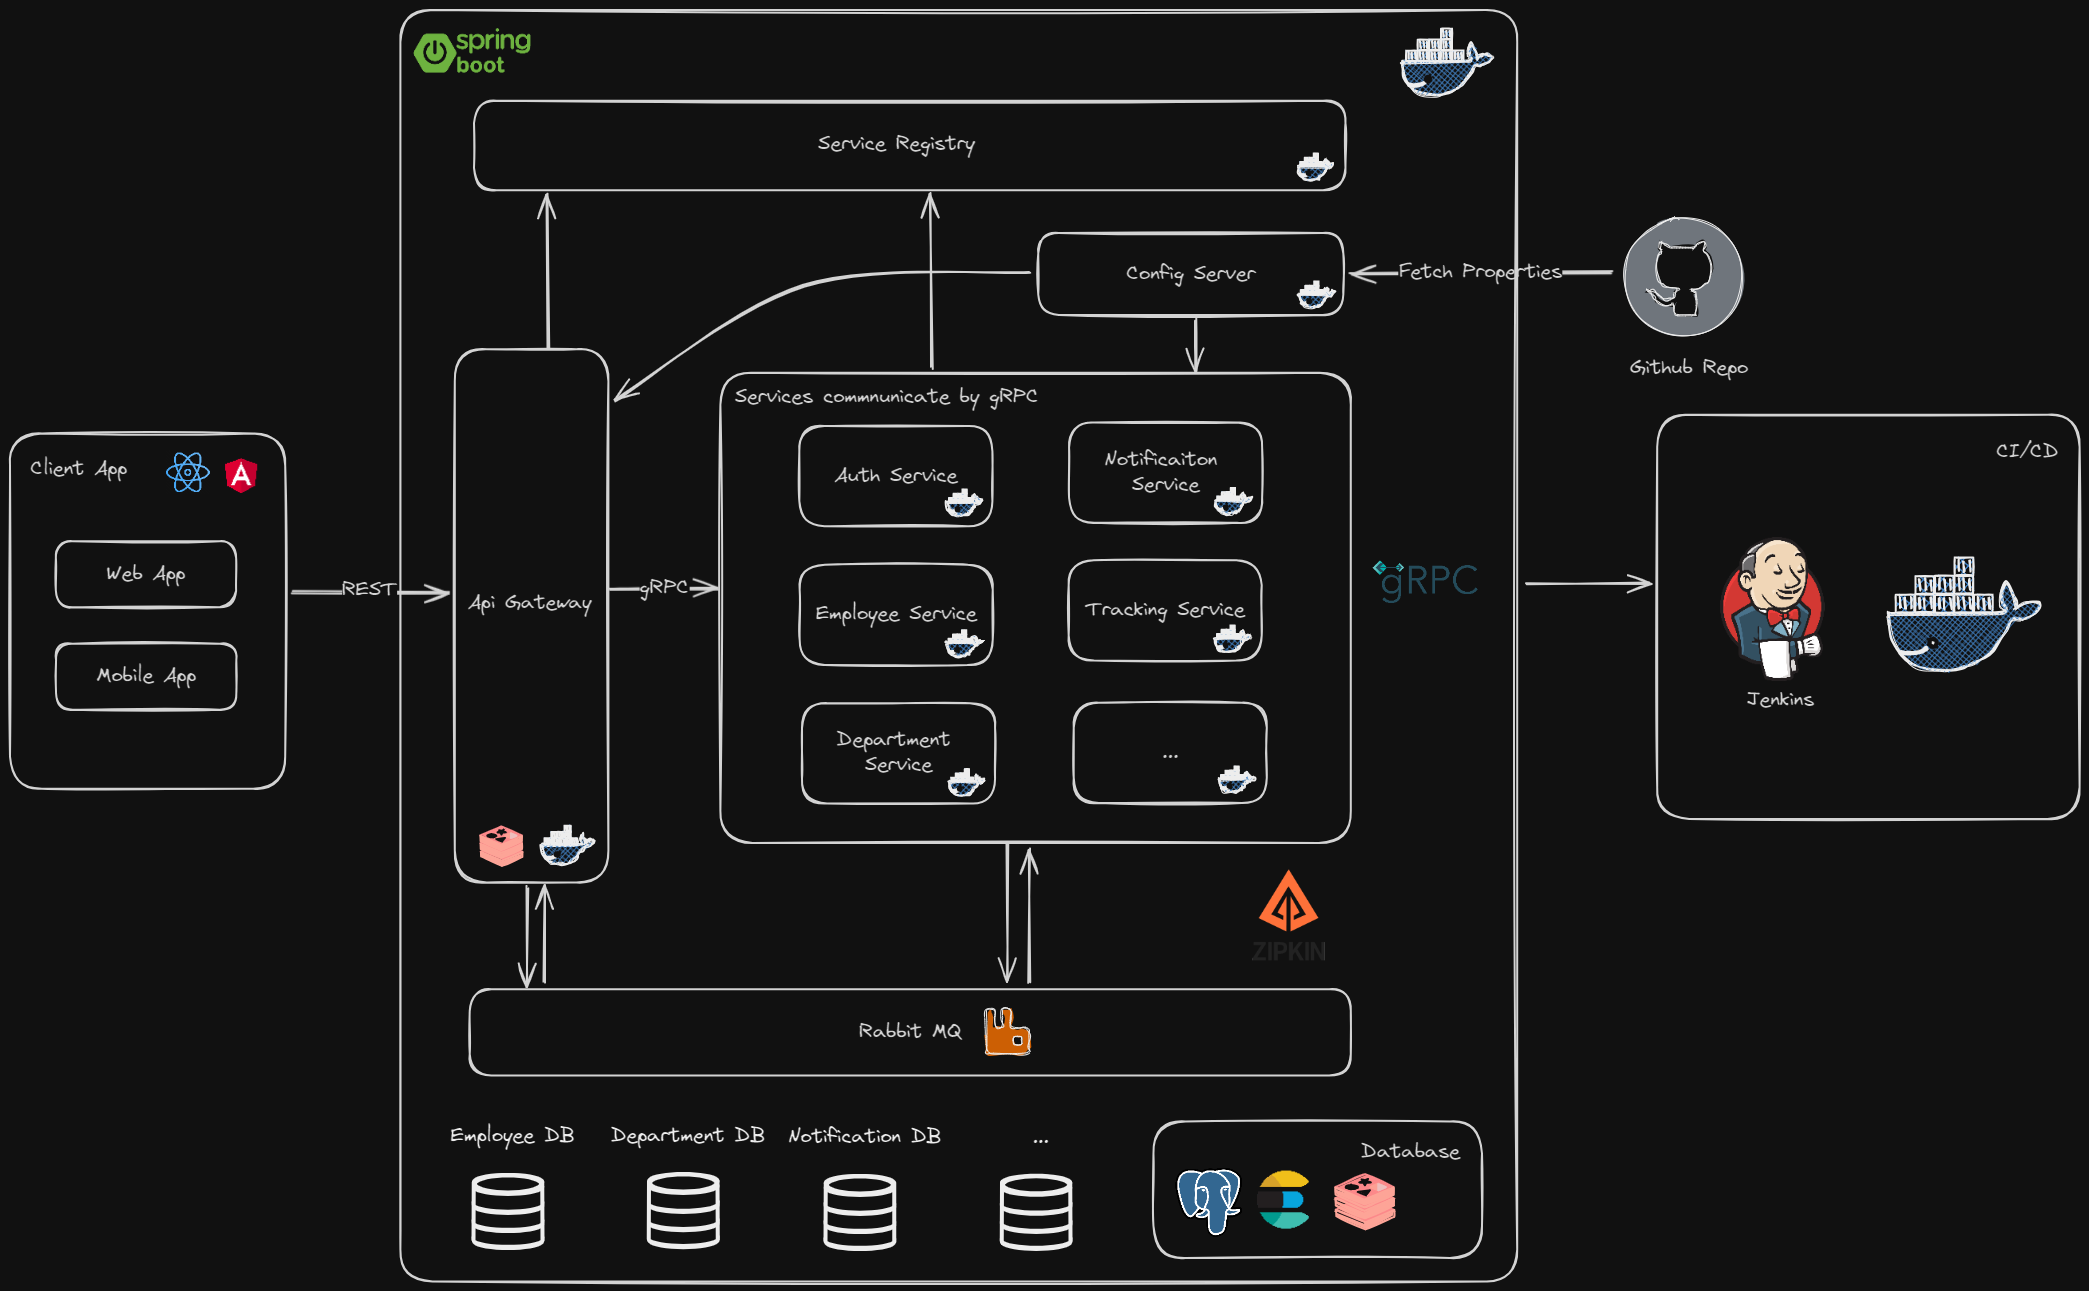 spring
boot
Service Registry
Config Server
Fetch Properties
Github Repo
Services commnunicate by gRPC
Client App
Web App
Mobile App
REST
Api Gateway
gRPC
Auth Service
Notificaiton
Service
Employee Service
Tracking Service
Department
Service
...
gRPC
CI/CD
Jenkins
ZIPKIN
Rabbit MQ
Employee DB
Department DB
Notification DB
...
Database